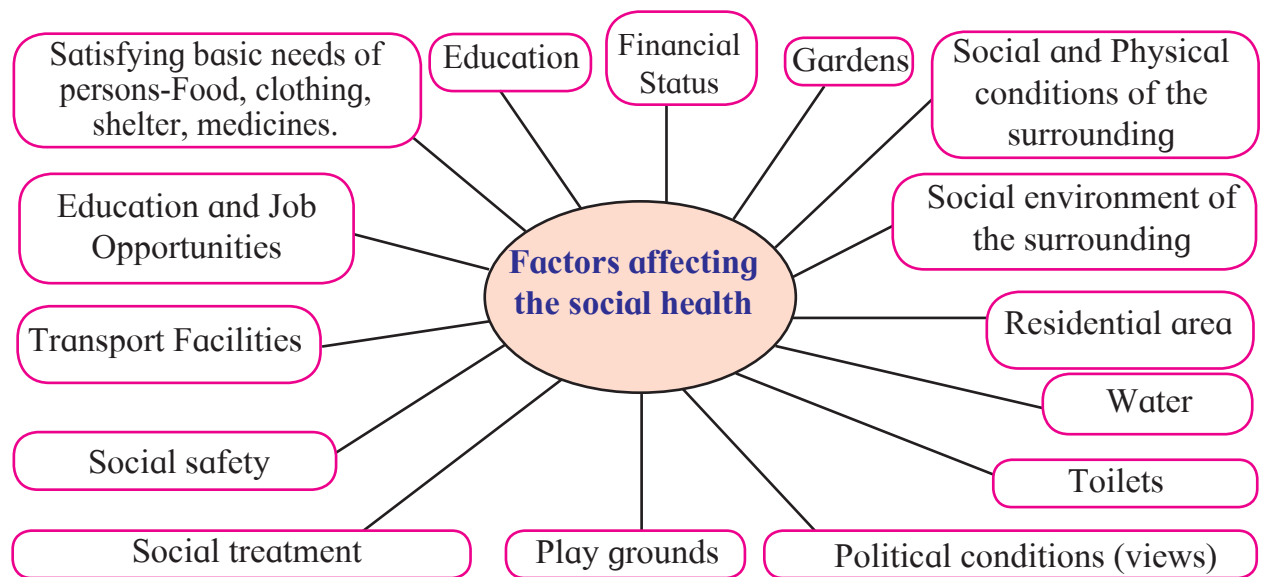 Satisfying basic needs of
persons-Food, clothing,
shelter, medicines.
Education
Financial
Status
Gardens
Social and Physical
conditions of the
surrounding
Education and Job
Opportunities
Social environment of
the surrounding
Factors affecting
the social health
Transport Facilities
Residential area
Water
Social safety
Toilets
Social treatment
Play grounds
Political conditions (views)